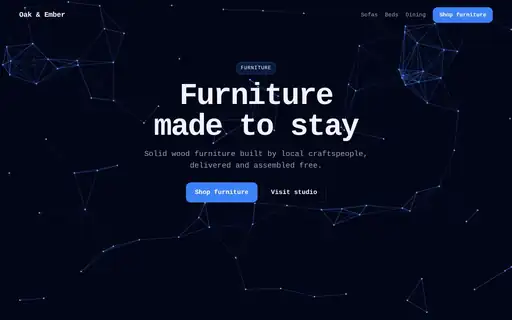 Oak & Ember
Sofas Beds Dining Shop furniture
FURNITURE
Furniture
made to stay
Solid wood furniture built by local craftspeople,
delivered and assembled free.
Shop furniture Visit studio